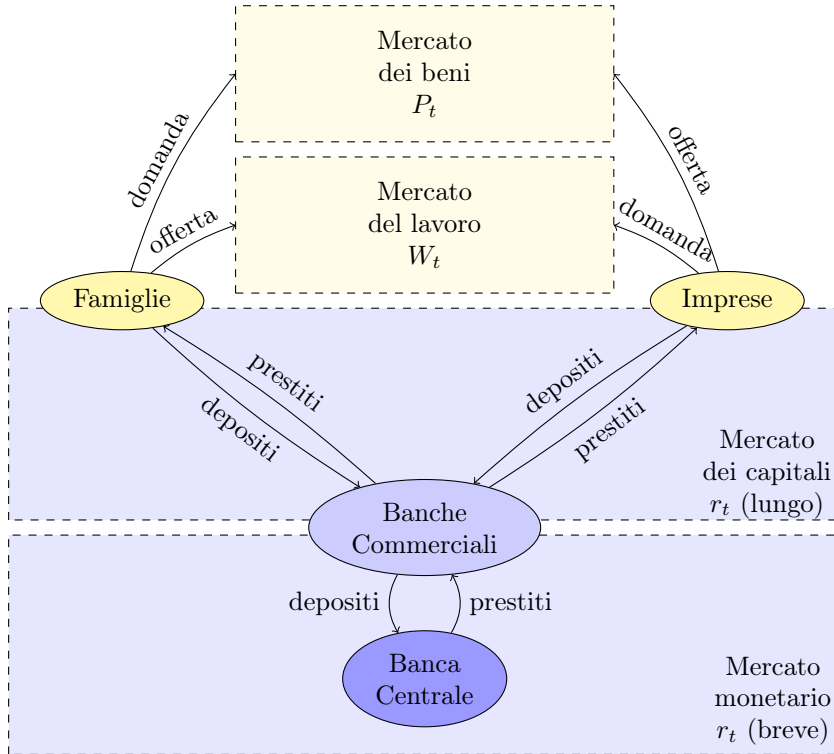 Mercato
dei beni
P_t
domanda
offerta
Mercato
del lavoro
W_t
offerta
domanda
Famiglie
Imprese
prestiti
depositi
depositi
prestiti
Mercato
dei capitali
r_t (lungo)
Banche
Commerciali
depositi
prestiti
Banca
Centrale
Mercato
monetario
r_t (breve)